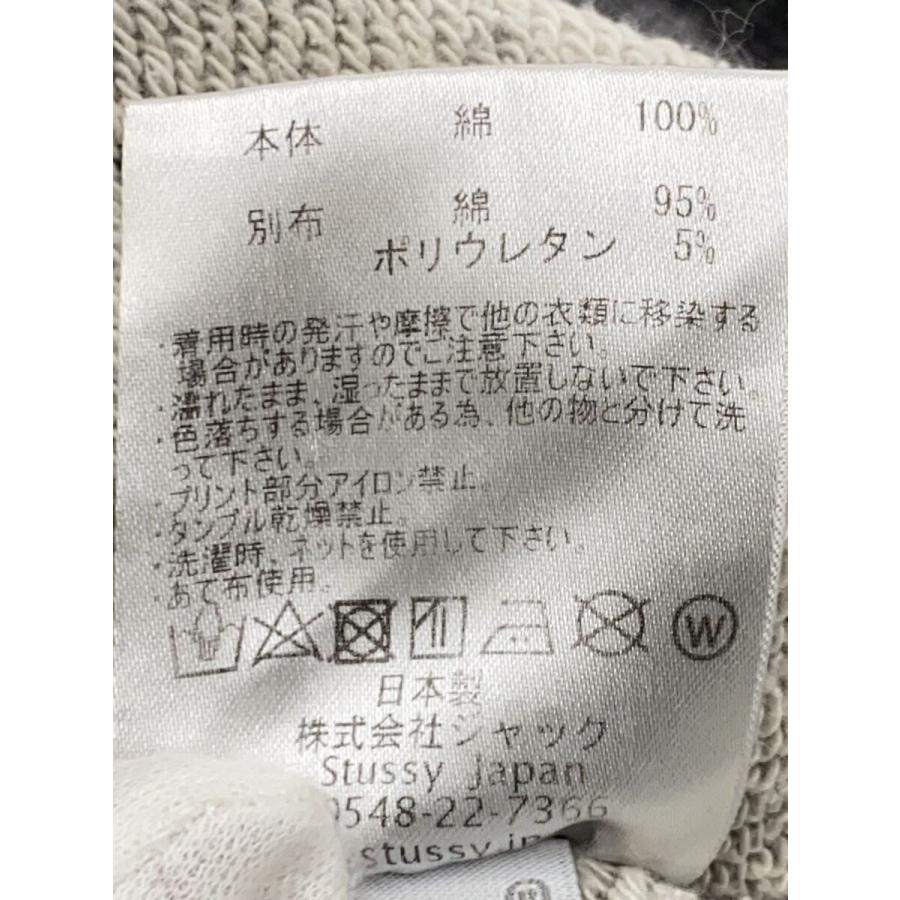 本体 綿 100%
別布 綿 95%
ポリウレタン 5%
・着用時の発汗や摩擦で他の衣類に移染する
場合がありますのでご注意下さい。
・濡れたまま、湿ったままで放置しないで下さい。
・色落ちする場合がある為、他の物と分けて洗
って下さい。
・プリント部分アイロン禁止。
・タンブル乾燥禁止。
・洗濯時、ネットを使用して下さい。
・あて布使用。
W
日本製
株式会社ジャック
Stussy Japan
0548-22-7366
stussy.jp